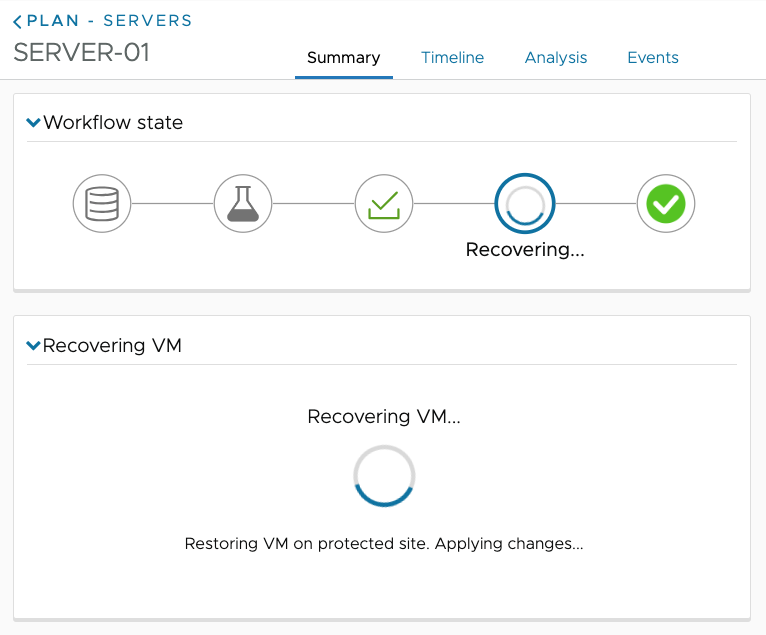 PLAN - SERVERS
SERVER-01
Summary Timeline Analysis Events
Workflow state
Recovering...
Recovering VM
Recovering VM...
Restoring VM on protected site. Applying changes...